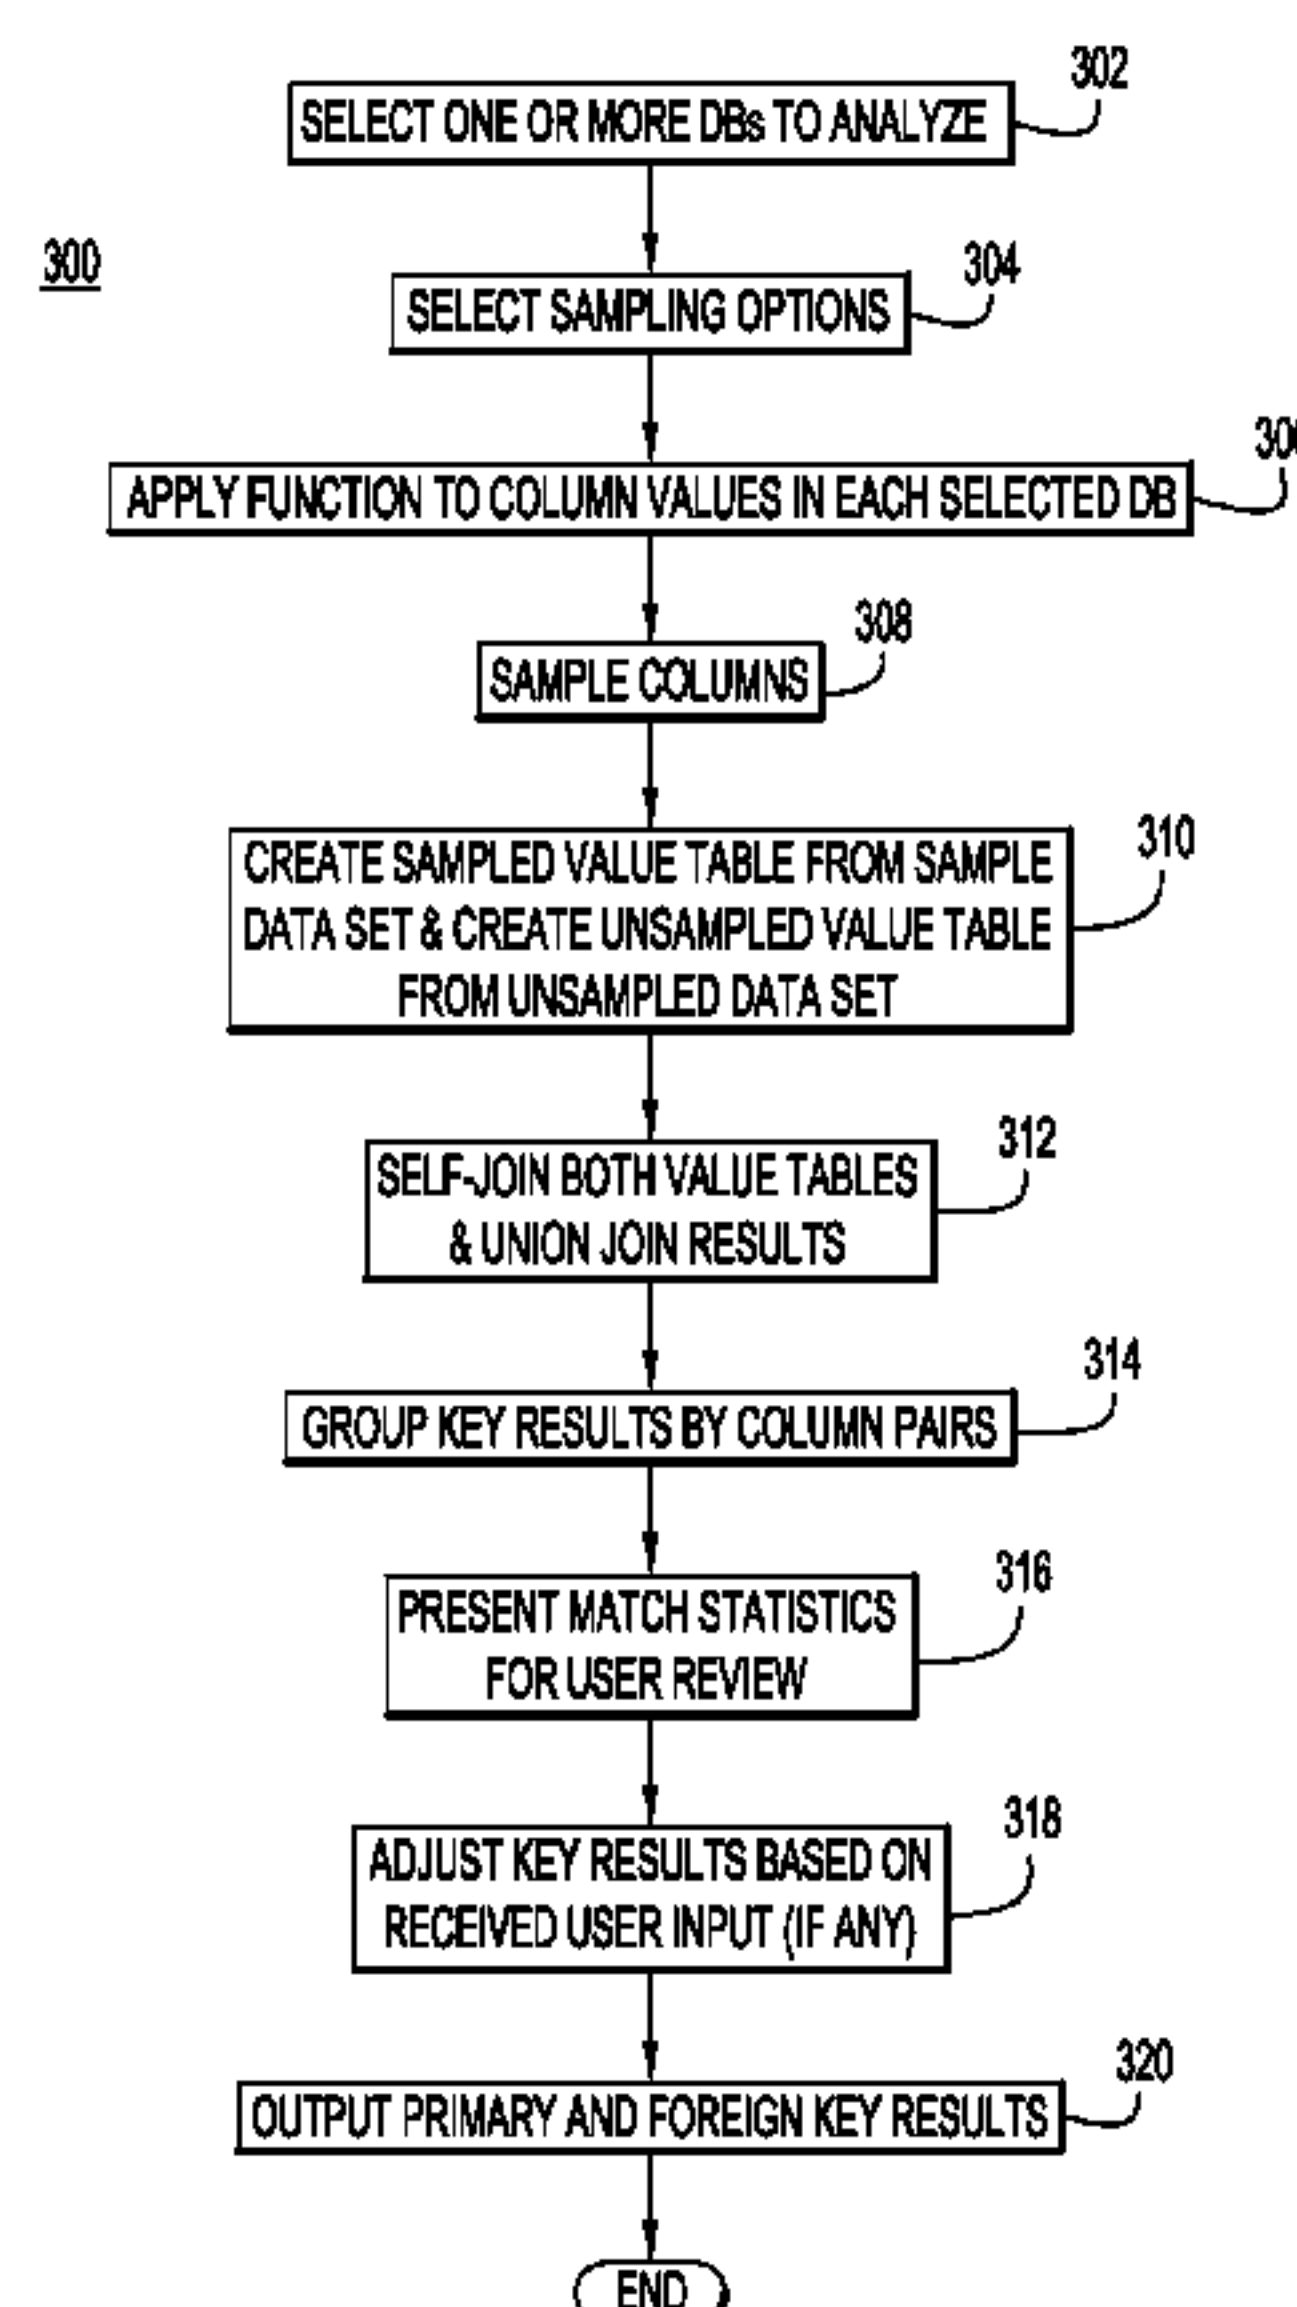 302
SELECT ONE OR MORE DBs TO ANALYZE
300
304
SELECT SAMPLING OPTIONS
APPLY FUNCTION TO COLUMN VALUES IN EACH SELECTED DB
308
SAMPLE COLUMNS
310
CREATE SAMPLED VALUE TABLE FROM SAMPLE
DATA SET & CREATE UNSAMPLED VALUE TABLE
FROM UNSAMPLED DATA SET
312
SELF-JOIN BOTH VALUE TABLES
& UNION JOIN RESULTS
314
GROUP KEY RESULTS BY COLUMN PAIRS
316
PRESENT MATCH STATISTICS
FOR USER REVIEW
318
ADJUST KEY RESULTS BASED ON
RECEIVED USER INPUT (IF ANY)
320
OUTPUT PRIMARY AND FOREIGN KEY RESULTS
END